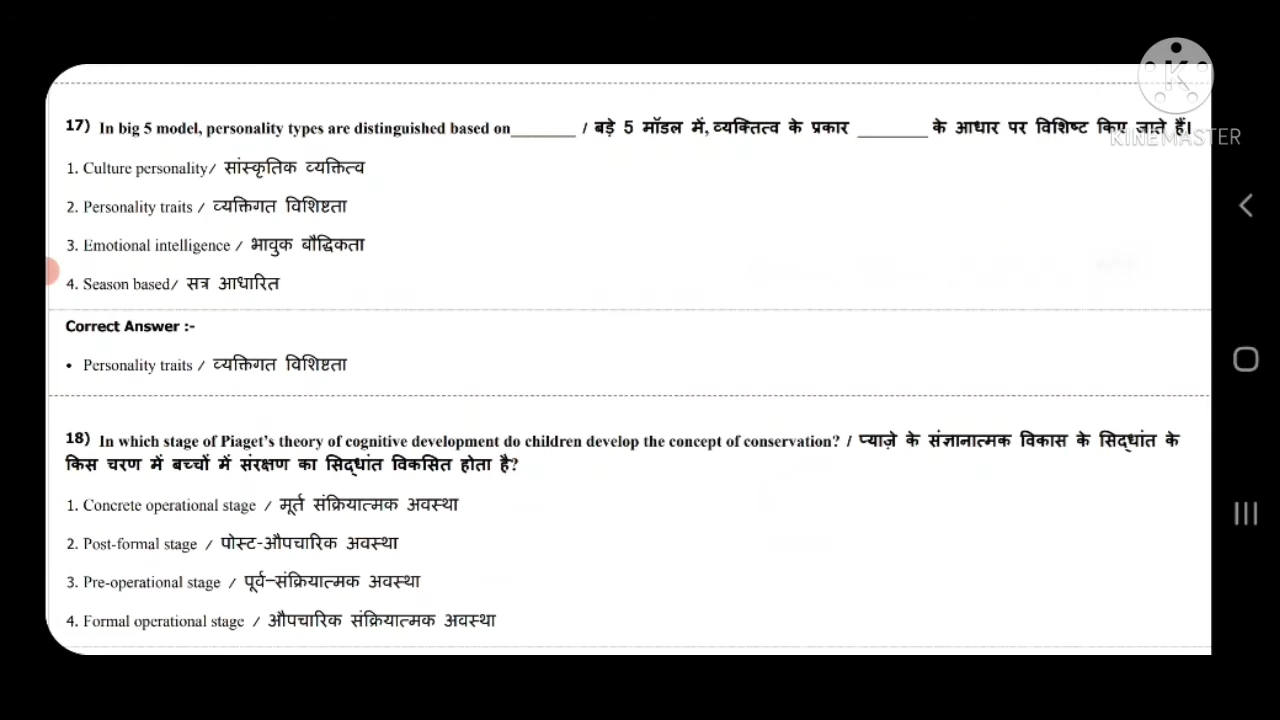 17) In big 5 model, personality types are distinguished based on________ / बड़े 5 मॉडल में, व्यक्तित्व के प्रकार _________ के आधार पर विशिष्ट किए जाते हैं।
KINEMASTER
1. Culture personality/ सांस्कृतिक व्यक्तित्व
2. Personality traits / व्यक्तिगत विशिष्टता
3. Emotional intelligence / भावुक बौद्धिकता
4. Season based/ सत्र आधारित
Correct Answer :-
• Personality traits / व्यक्तिगत विशिष्टता
18) In which stage of Piaget's theory of cognitive development do children develop the concept of conservation? / प्याज़े के संज्ञानात्मक विकास के सिद्धांत के
किस चरण में बच्चों में संरक्षण का सिद्धांत विकसित होता है?
1. Concrete operational stage / मूर्त संक्रियात्मक अवस्था
2. Post-formal stage / पोस्ट-औपचारिक अवस्था
3. Pre-operational stage / पूर्व–संक्रियात्मक अवस्था
4. Formal operational stage / औपचारिक संक्रियात्मक अवस्था